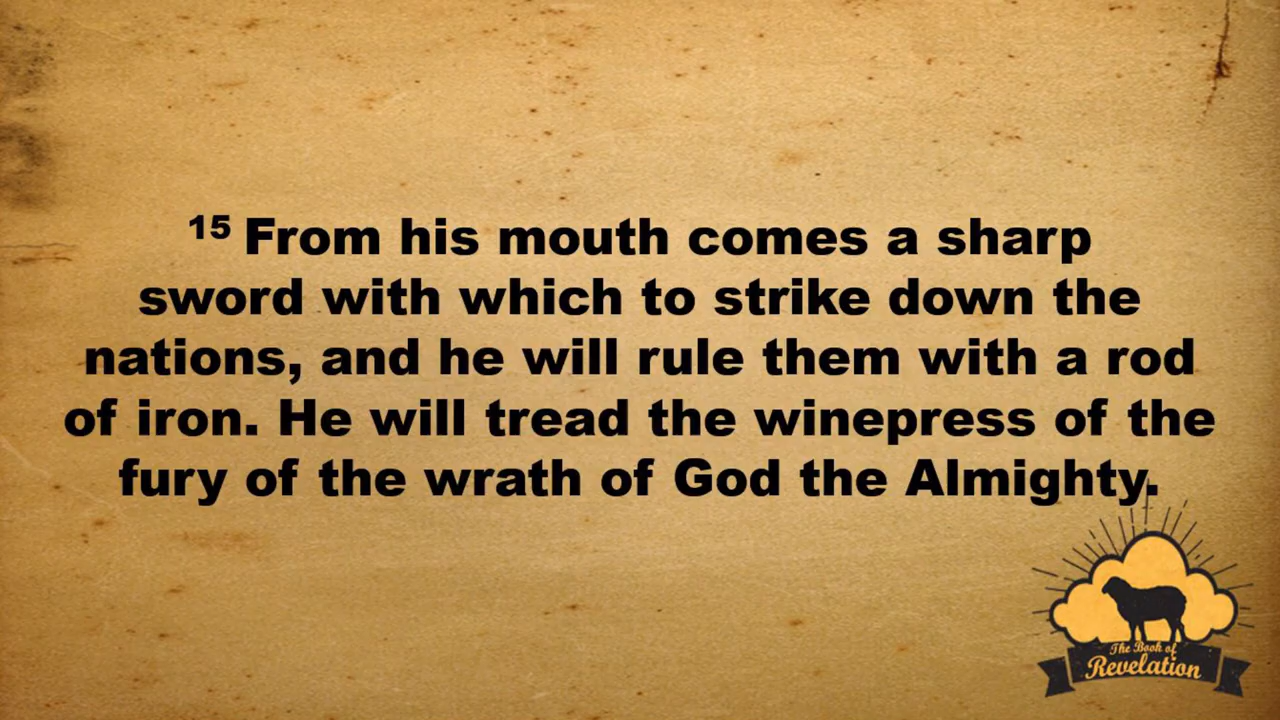 15 From his mouth comes a sharp
sword with which to strike down the
nations, and he will rule them with a rod
of iron. He will tread the winepress of the
fury of the wrath of God the Almighty.
The Book of
Revelation